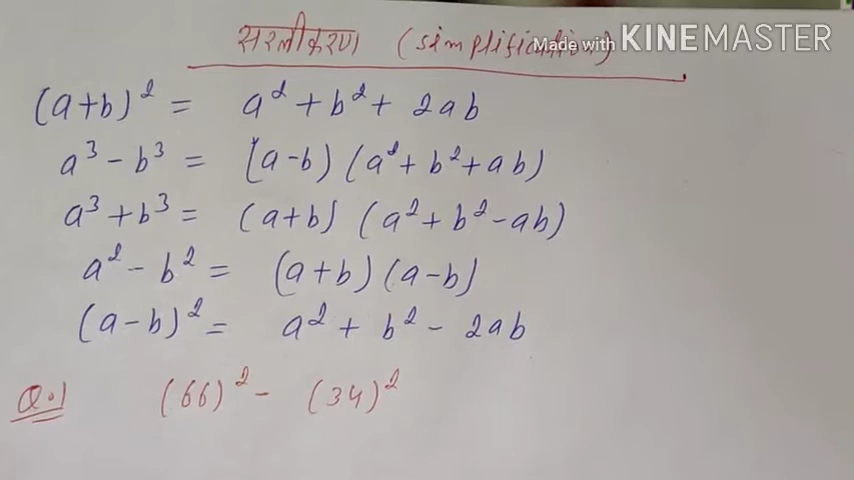 सरलीकरण (simplification)
Made with KINEMASTER
(a+b)² = a² + b² + 2ab
a³ - b³ = (a-b) (a² + b² + ab)
a³ + b³ = (a+b) (a² + b² - ab)
a² - b² = (a+b) (a-b)
(a-b)² = a² + b² - 2ab
Q.1 (66)² - (34)²